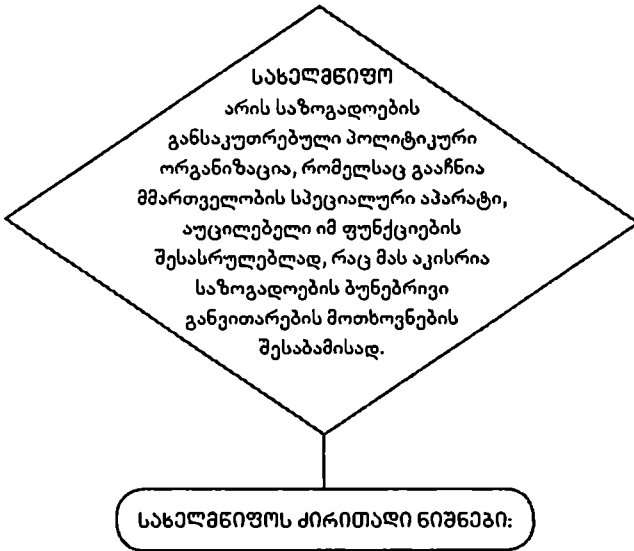 სახელმწიფო
არის საზოგადოების
განსაკუთრებული პოლიტიკური
ორგანიზაცია, რომელსაც გააჩნია
მმართველობის სპეციალური აპარატი,
აუცილებელი იმ ფუნქციების
შესასრულებლად, რაც მას აკისრია
საზოგადოების ბუნებრივი
განვითარების მოთხოვნების
შესაბამისად.
სახელმწიფოს ძირითადი ნიშნები: